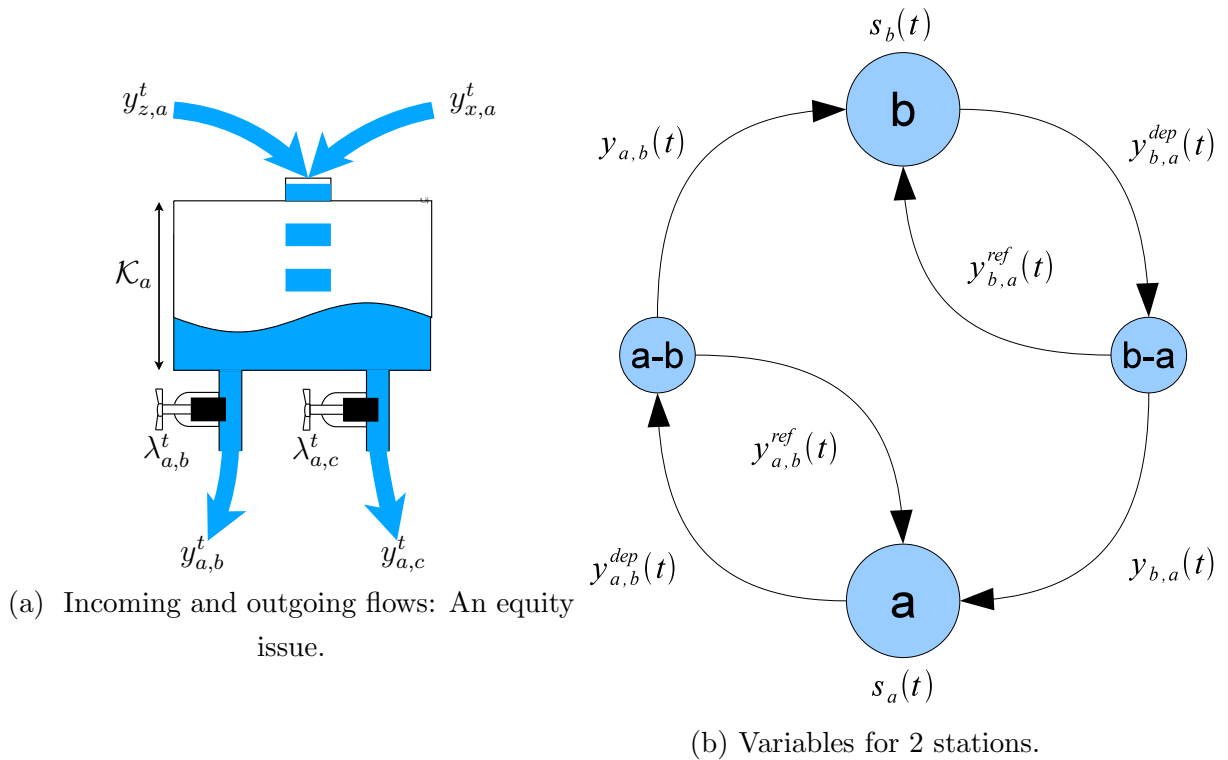 y^t_{z,a}
y^t_{x,a}
𝒦_a
λ^t_{a,b}
λ^t_{a,c}
y^t_{a,b}
y^t_{a,c}
(a) Incoming and outgoing flows: An equity
issue.
s_b(t)
b
y_{a,b}(t)
y^{dep}_{b,a}(t)
y^{ref}_{b,a}(t)
a-b
b-a
y^{ref}_{a,b}(t)
y^{dep}_{a,b}(t)
y_{b,a}(t)
a
s_a(t)
(b) Variables for 2 stations.